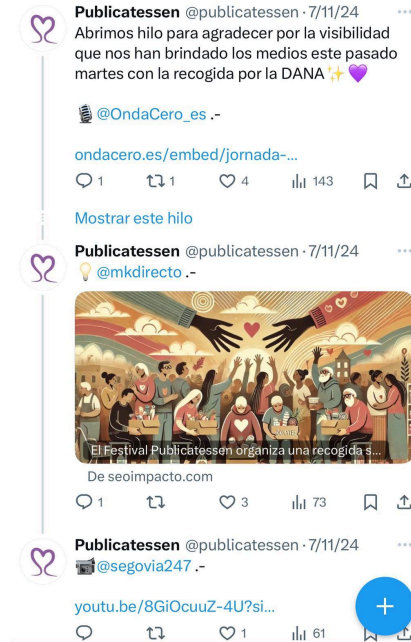 Publicatessen @publicatessen · 7/11/24
Abrimos hilo para agradecer por la visibilidad
que nos han brindado los medios este pasado
martes con la recogida por la DANA✨💜
🎙️ @OndaCero_es .-
ondacero.es/embed/jornada-...
1 1 4 143
Mostrar este hilo
Publicatessen @publicatessen · 7/11/24
💡 @mkdirecto .-
El Festival Publicatessen organiza una recogida s...
De seoimpacto.com
1 3 73
Publicatessen @publicatessen · 7/11/24
📹@segovia247 .-
youtu.be/8GiOcuuZ-4U?si...
1 61